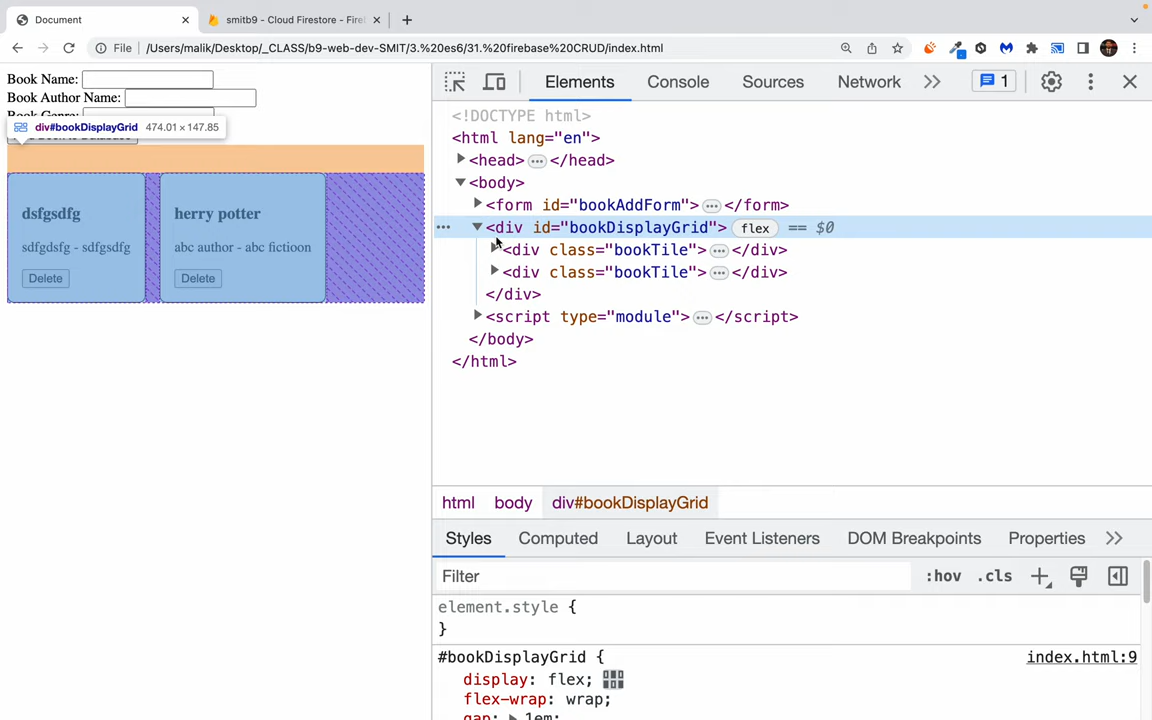 Document
smitb9 - Cloud Firestore - Fire
File /Users/malik/Desktop/_CLASS/b9-web-dev-SMIT/3.%20es6/31.%20firebase%20CRUD/index.html
Book Name:
Book Author Name:
Book Genre:
div#bookDisplayGrid 474.01 × 147.85
dsfgsdfg
sdfgdsfg - sdfgsdfg
Delete
herry potter
abc author - abc fictioon
Delete
Elements Console Sources Network 1
<!DOCTYPE html>
<html lang="en">
<head> ••• </head>
<body>
<form id="bookAddForm"> ••• </form>
••• <div id="bookDisplayGrid"> flex == $0
<div class="bookTile"> ••• </div>
<div class="bookTile"> ••• </div>
</div>
<script type="module"> ••• </script>
</body>
</html>
html body div#bookDisplayGrid
Styles Computed Layout Event Listeners DOM Breakpoints Properties
Filter :hov .cls
element.style {
}
#bookDisplayGrid { index.html:9
display: flex;
flex-wrap: wrap;
gap: 1em;